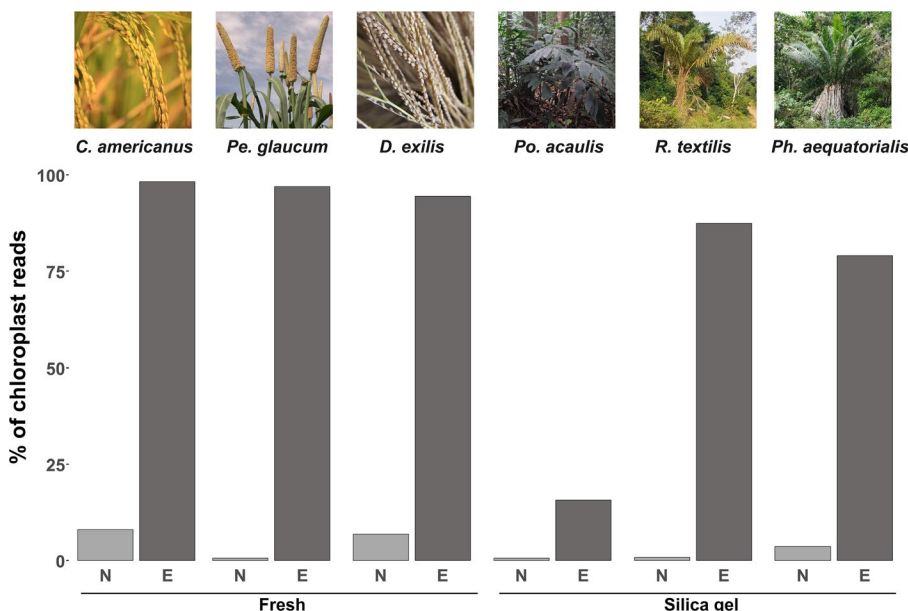 C. americanus Pe. glaucum D. exilis Po. acaulis R. textilis Ph. aequatorialis
% of chloroplast reads
100
75
50
25
0
N E N E N E N E N E N E
Fresh Silica gel